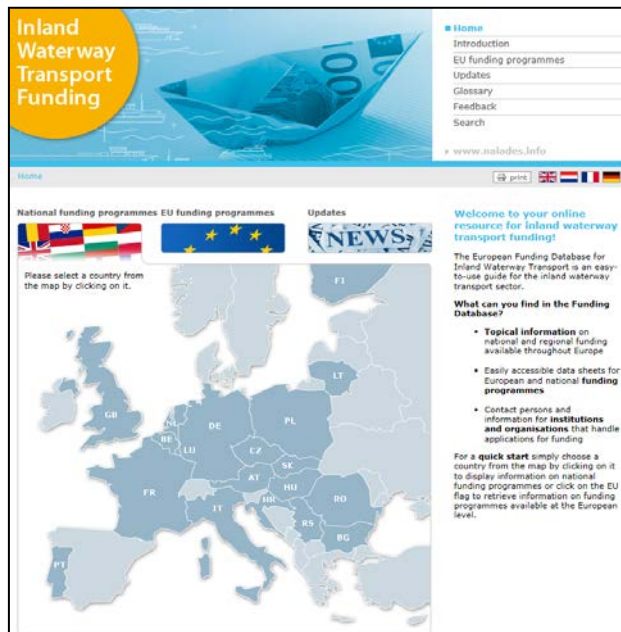 Inland
Waterway
Transport
Funding
Home
Introduction
EU funding programmes
Updates
Glossary
Feedback
Search
www.naiades.info
Home
print
National funding programmes EU funding programmes Updates
NEWS
Please select a country from
the map by clicking on it.
FI
LT
GB
NL
BE
LU
DE
PL
CZ
SK
AT
HU
FR
IT
HR
RO
RS
BG
PT
Welcome to your online
resource for inland waterway
transport funding!
The European Funding Database for
Inland Waterway Transport is an easy-
to-use guide for the inland waterway
transport sector.
What can you find in the Funding
Database?
Topical information on
national and regional funding
available throughout Europe
Easily accessible data sheets for
European and national funding
programmes
Contact persons and
information for institutions
and organisations that handle
applications for funding
For a quick start simply choose a
country from the map by clicking on it
to display information on national
funding programmes or click on the EU
flag to retrieve information on funding
programmes available at the European
level.